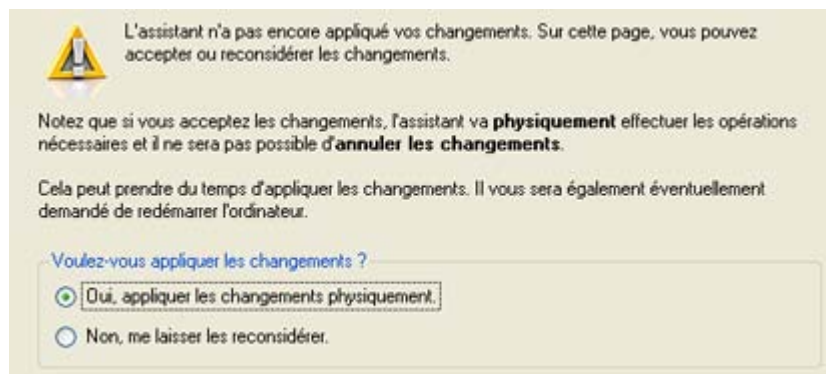 L'assistant n'a pas encore appliqué vos changements. Sur cette page, vous pouvez
accepter ou reconsidérer les changements.
Notez que si vous acceptez les changements, l'assistant va physiquement effectuer les opérations
nécessaires et il ne sera pas possible d'annuler les changements.
Cela peut prendre du temps d'appliquer les changements. Il vous sera également éventuellement
demandé de redémarrer l'ordinateur.
Voulez-vous appliquer les changements ?
Oui, appliquer les changements physiquement.
Non, me laisser les reconsidérer.